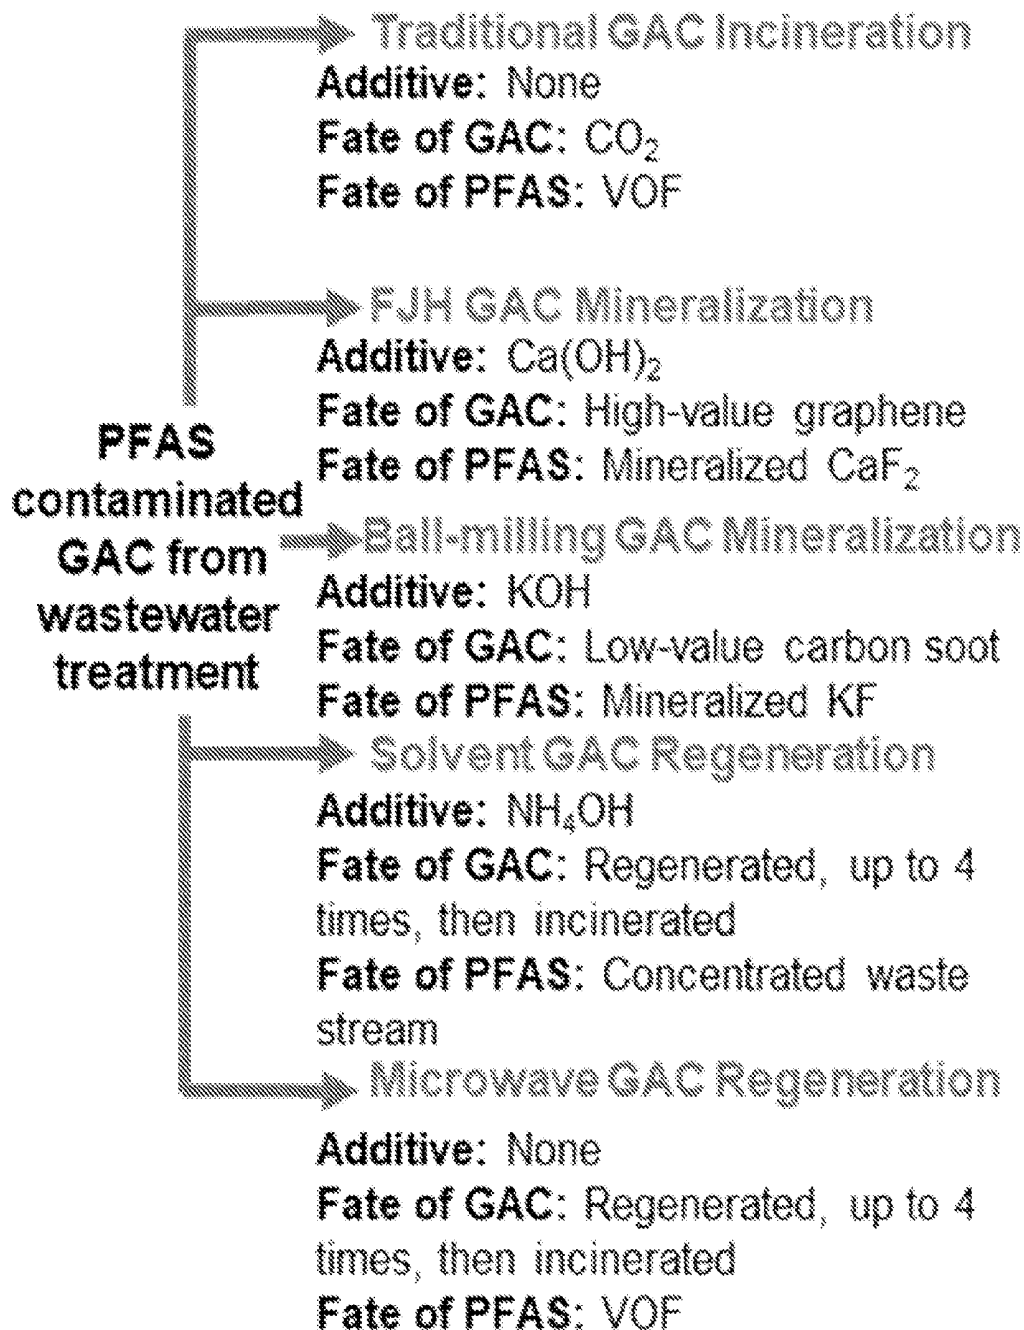 Traditional GAC Incineration
Additive: None
Fate of GAC: CO₂
Fate of PFAS: VOF
FJH GAC Mineralization
Additive: Ca(OH)₂
Fate of GAC: High-value graphene
Fate of PFAS: Mineralized CaF₂
PFAS
contaminated
GAC from
wastewater
treatment
Ball-milling GAC Mineralization
Additive: KOH
Fate of GAC: Low-value carbon soot
Fate of PFAS: Mineralized KF
Solvent GAC Regeneration
Additive: NH₄OH
Fate of GAC: Regenerated, up to 4
times, then incinerated
Fate of PFAS: Concentrated waste
stream
Microwave GAC Regeneration
Additive: None
Fate of GAC: Regenerated, up to 4
times, then incinerated
Fate of PFAS: VOF